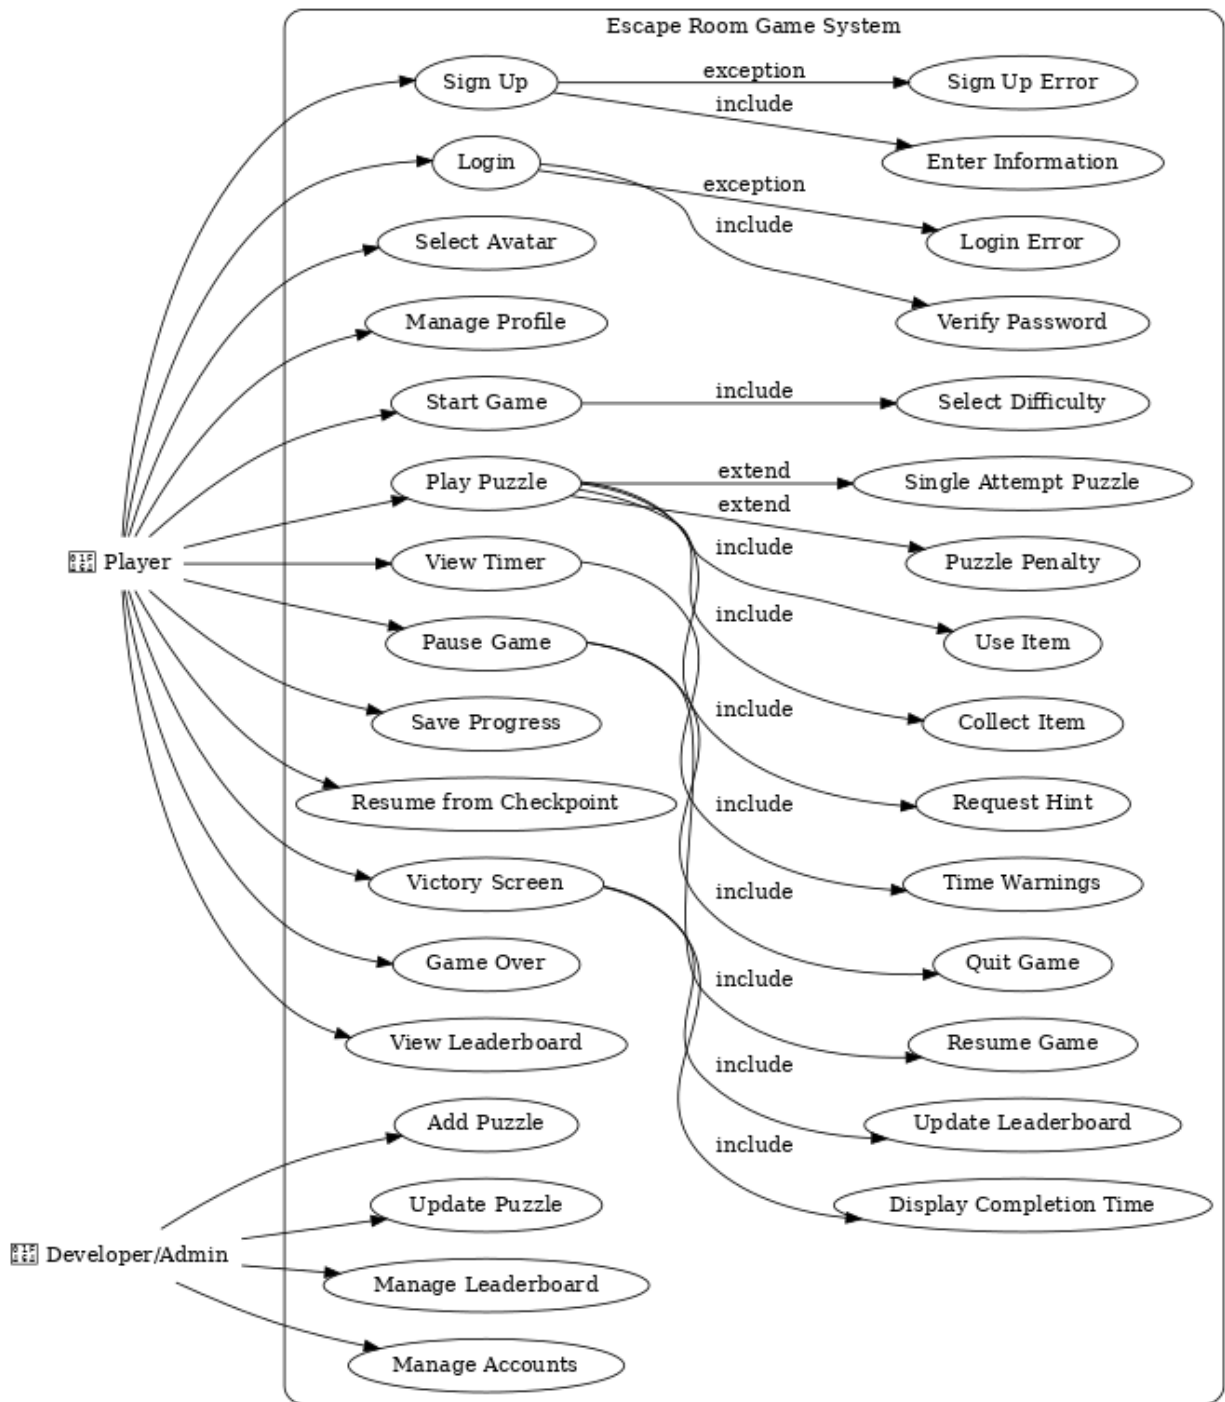 Escape Room Game System
Sign Up
exception
Sign Up Error
include
Enter Information
Login
exception
Login Error
include
Verify Password
Select Avatar
Manage Profile
Start Game
include
Select Difficulty
Play Puzzle
extend
Single Attempt Puzzle
extend
Puzzle Penalty
Player
View Timer
include
Use Item
Pause Game
include
Collect Item
Save Progress
include
Request Hint
Resume from Checkpoint
include
Time Warnings
Victory Screen
include
Quit Game
Game Over
include
Resume Game
View Leaderboard
include
Update Leaderboard
Add Puzzle
include
Display Completion Time
Update Puzzle
Developer/Admin
Manage Leaderboard
Manage Accounts